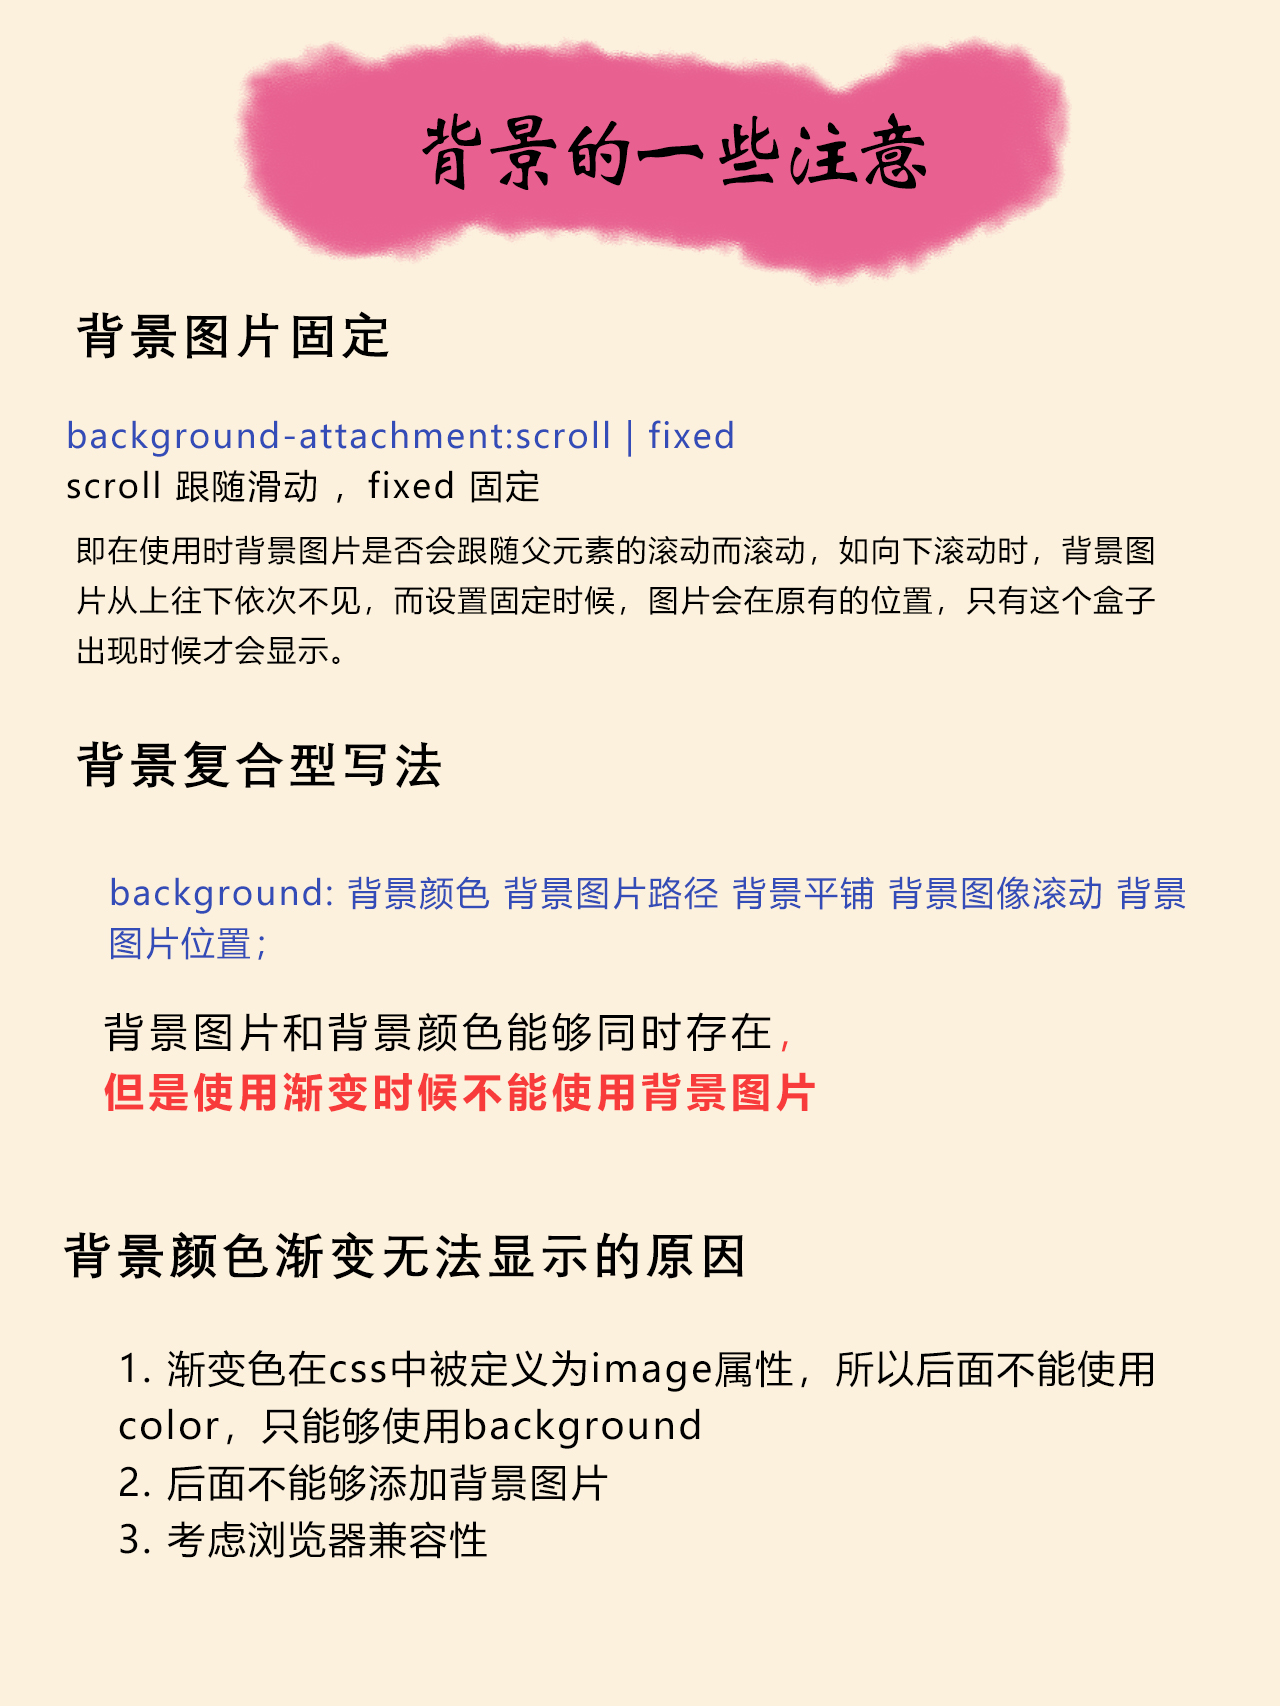 背景的一些注意
背景图片固定
background-attachment:scroll | fixed
scroll 跟随滑动 ，fixed 固定
即在使用时背景图片是否会跟随父元素的滚动而滚动，如向下滚动时，背景图
片从上往下依次不见，而设置固定时候，图片会在原有的位置，只有这个盒子
出现时候才会显示。
背景复合型写法
background: 背景颜色 背景图片路径 背景平铺 背景图像滚动 背景
图片位置；
背景图片和背景颜色能够同时存在，
但是使用渐变时候不能使用背景图片
背景颜色渐变无法显示的原因
1. 渐变色在css中被定义为image属性，所以后面不能使用
color，只能够使用background
2. 后面不能够添加背景图片
3. 考虑浏览器兼容性